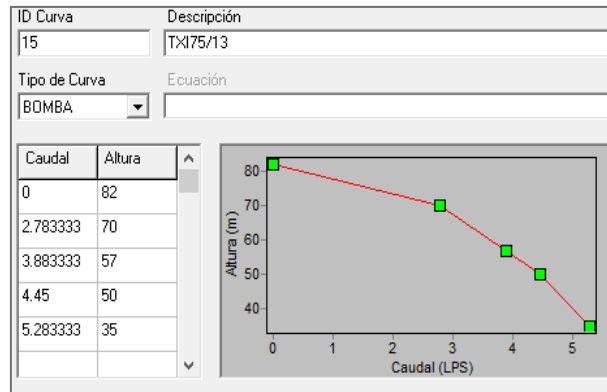 ID Curva Descripción
15 TXI75/13
Tipo de Curva Ecuación
BOMBA
Caudal Altura
0 82
2.783333 70
3.883333 57
4.45 50
5.283333 35
80
70
60
50
40
Altura (m)
0 1 2 3 4 5
Caudal (LPS)